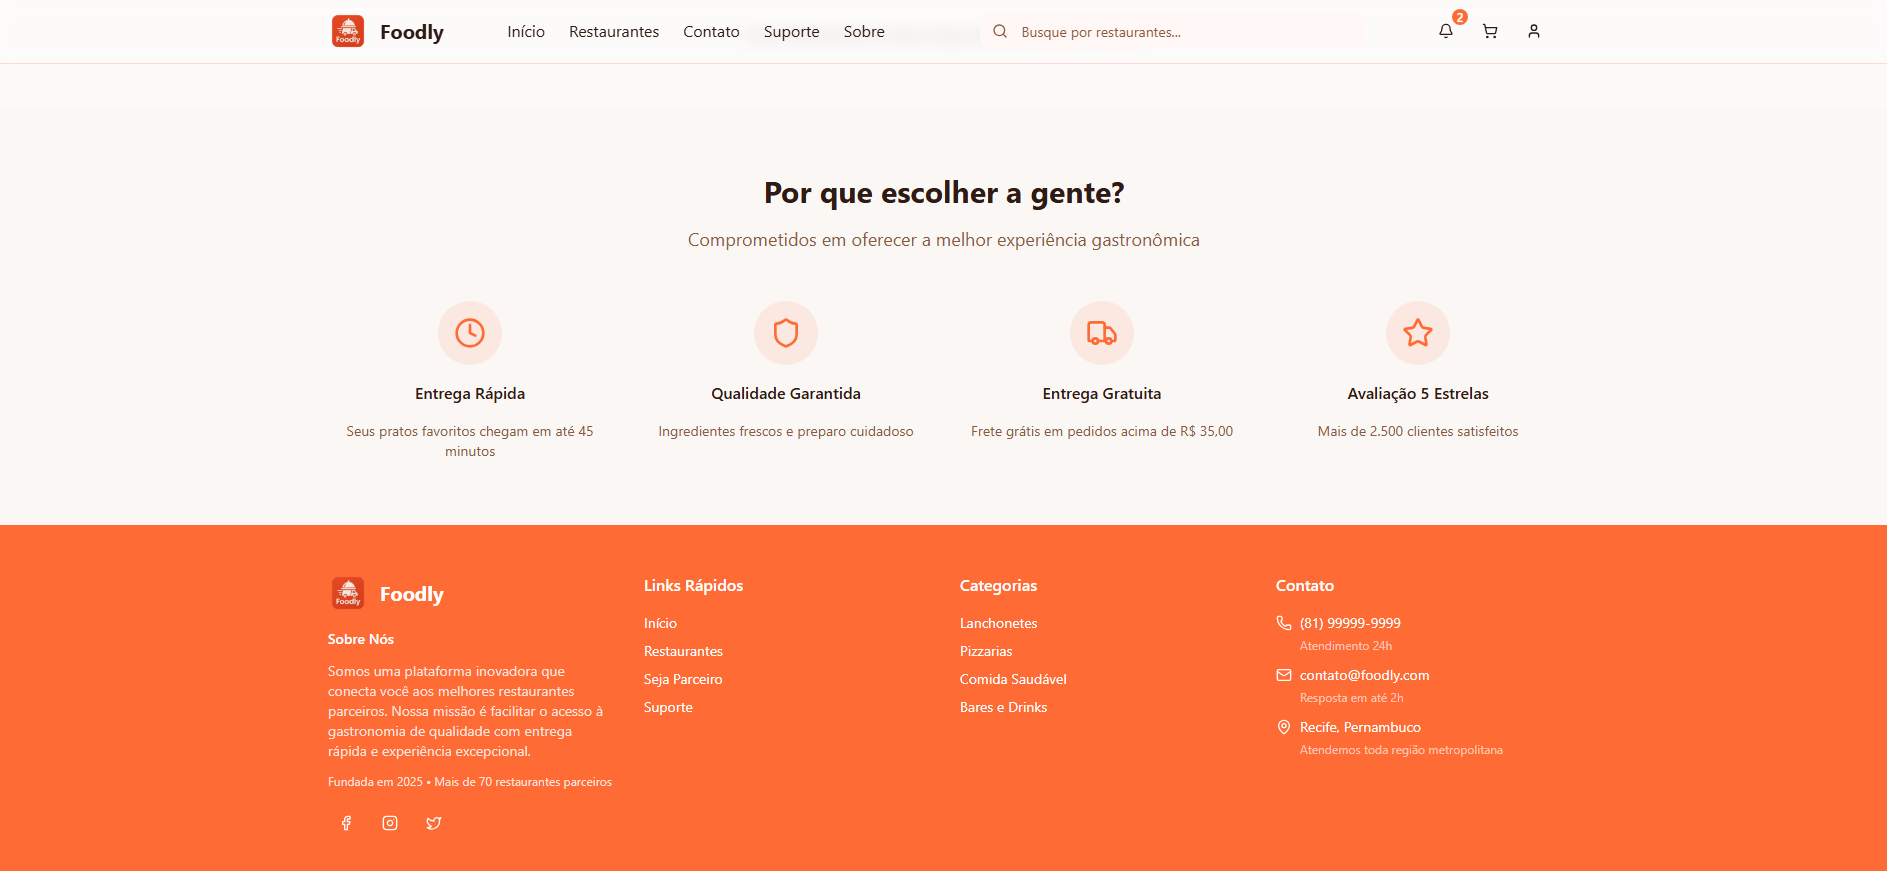 Foodly
Foodly
Início
Restaurantes
Contato
Suporte
Sobre
Busque por restaurantes...
2
Por que escolher a gente?
Comprometidos em oferecer a melhor experiência gastronômica
Entrega Rápida
Seus pratos favoritos chegam em até 45
minutos
Qualidade Garantida
Ingredientes frescos e preparo cuidadoso
Entrega Gratuita
Frete grátis em pedidos acima de R$ 35,00
Avaliação 5 Estrelas
Mais de 2.500 clientes satisfeitos
Foodly
Foodly
Sobre Nós
Somos uma plataforma inovadora que
conecta você aos melhores restaurantes
parceiros. Nossa missão é facilitar o acesso à
gastronomia de qualidade com entrega
rápida e experiência excepcional.
Fundada em 2025 • Mais de 70 restaurantes parceiros
Links Rápidos
Início
Restaurantes
Seja Parceiro
Suporte
Categorias
Lanchonetes
Pizzarias
Comida Saudável
Bares e Drinks
Contato
(81) 99999-9999
Atendimento 24h
contato@foodly.com
Resposta em até 2h
Recife, Pernambuco
Atendemos toda região metropolitana